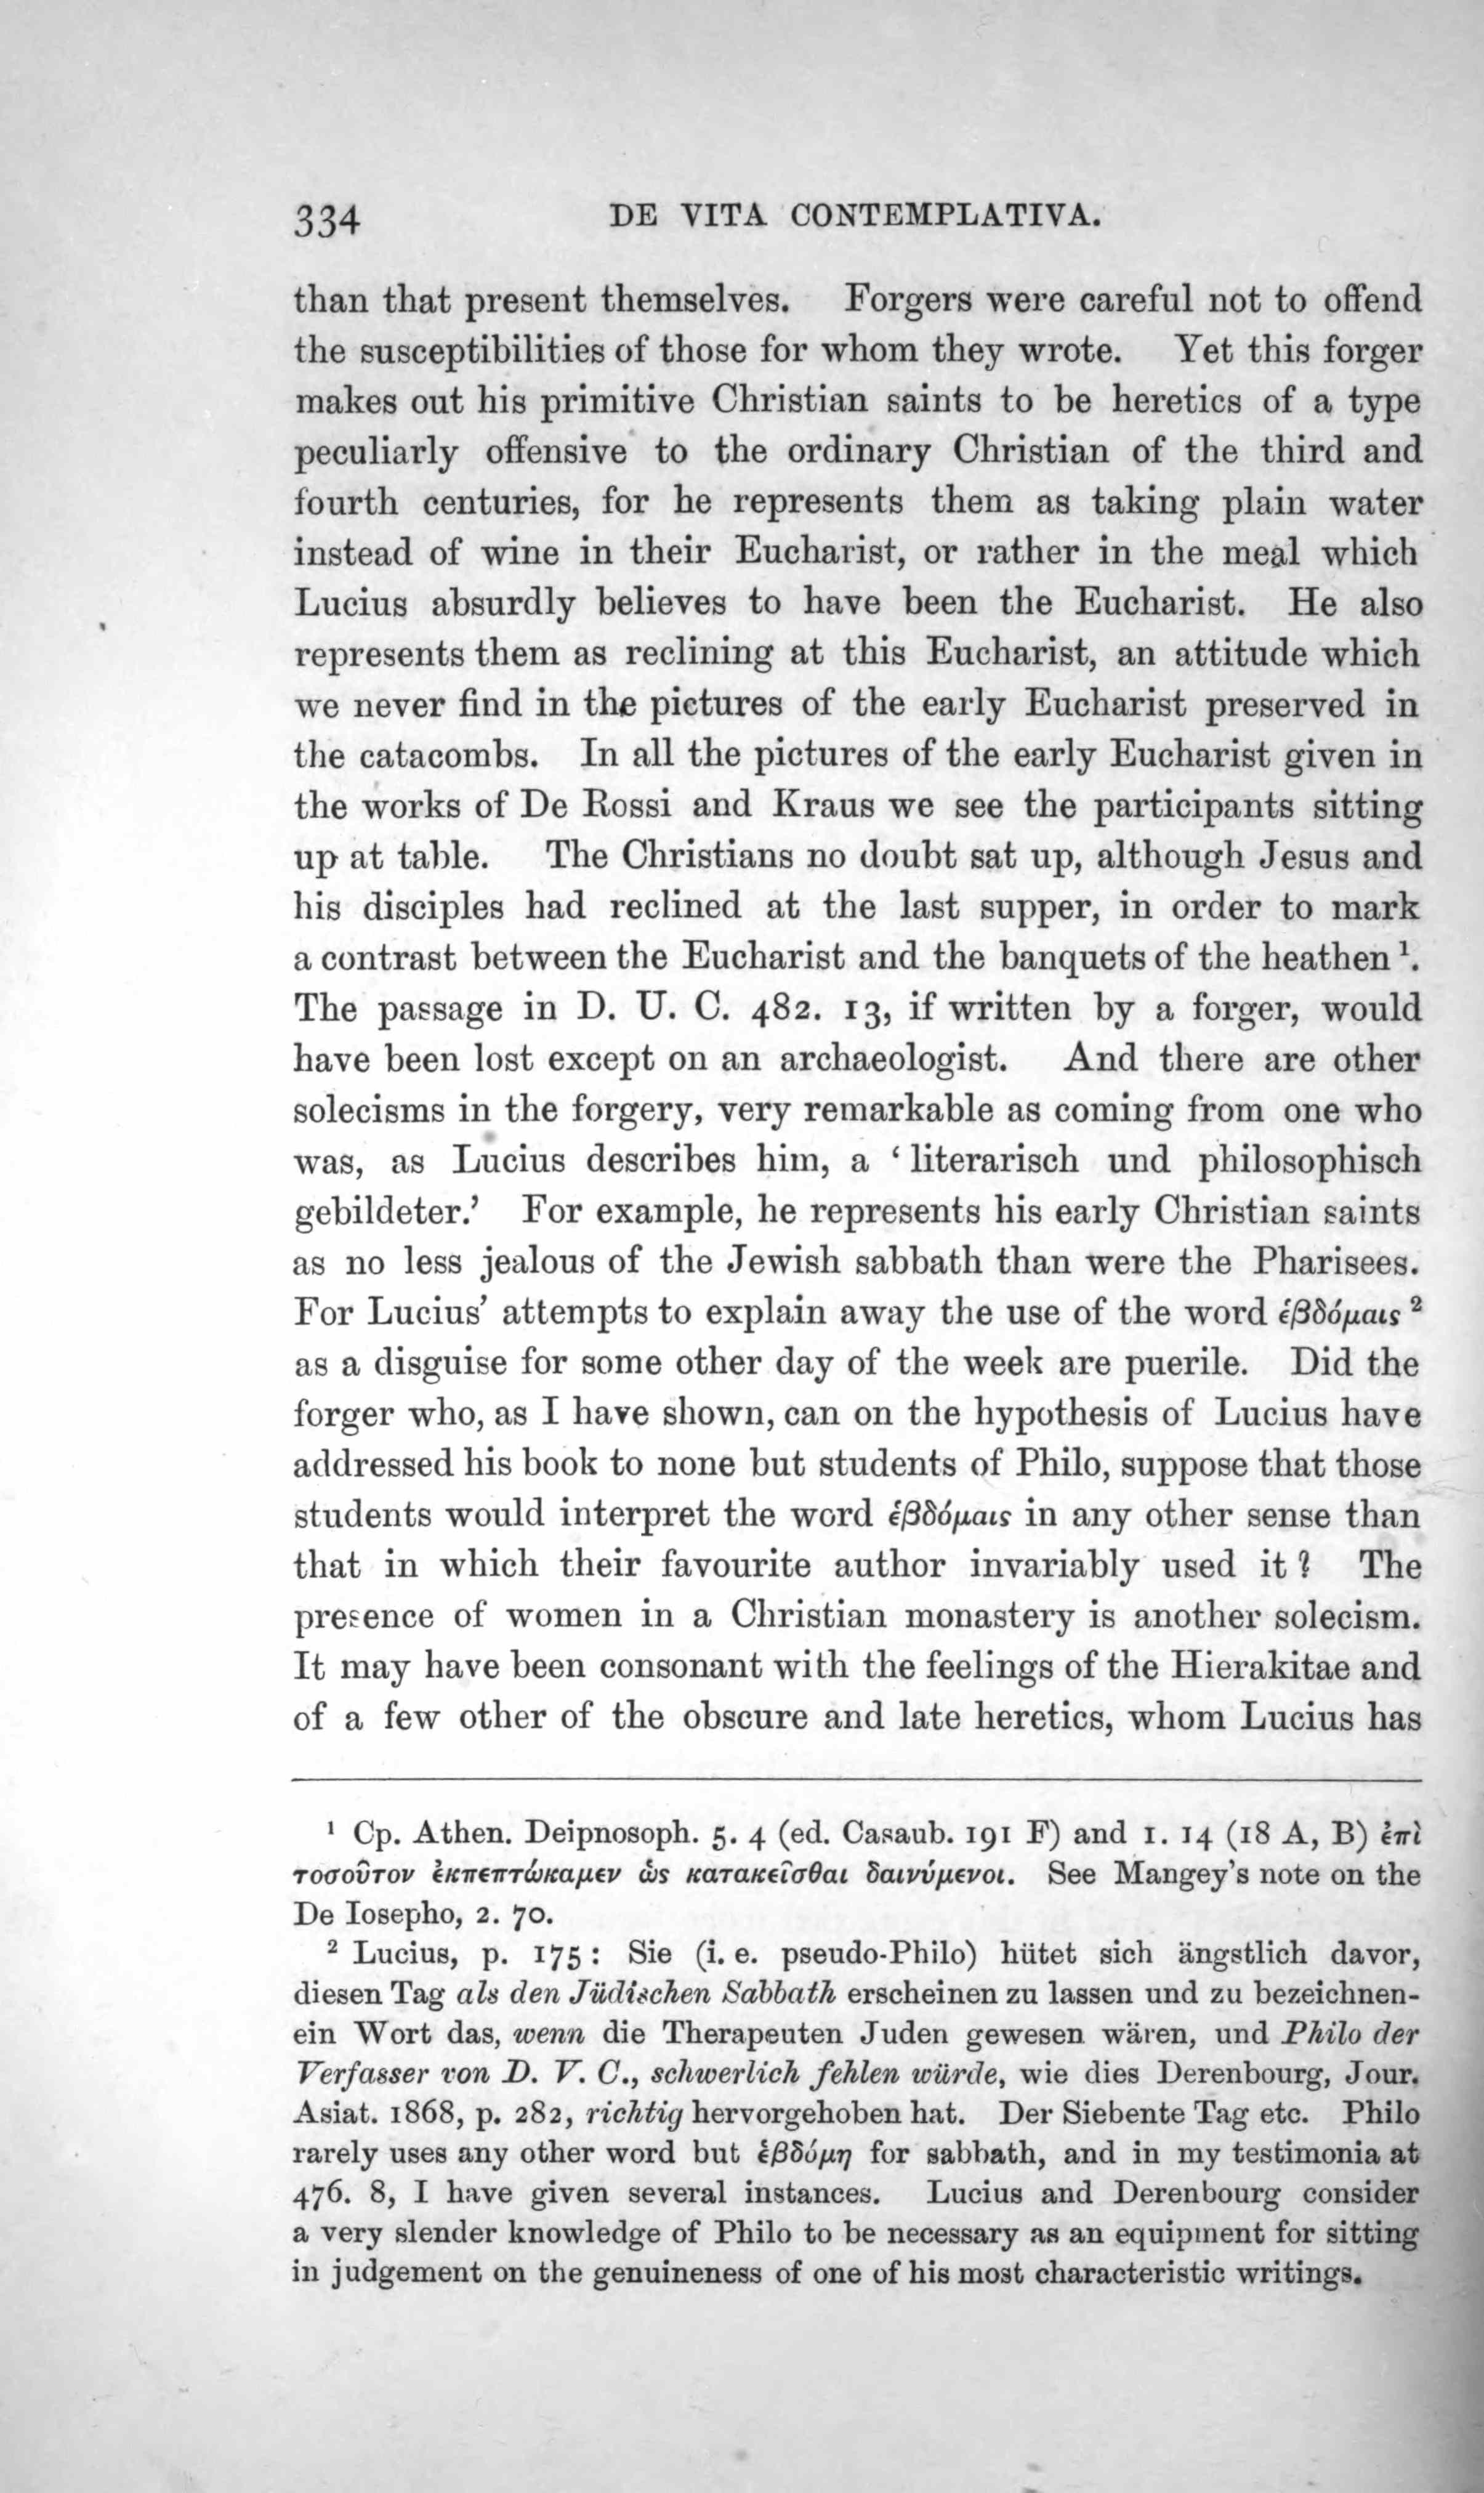 334 DE VITA CONTEMPLATIVA.
than that present themselves. Forgers were careful not to offend
the susceptibilities of those for whom they wrote. Yet this forger
makes out his primitive Christian saints to be heretics of a type
peculiarly offensive to the ordinary Christian of the third and
fourth centuries, for he represents them as taking plain water
instead of wine in their Eucharist, or rather in the meal which
Lucius absurdly believes to have been the Eucharist. He also
represents them as reclining at this Eucharist, an attitude which
we never find in the pictures of the early Eucharist preserved in
the catacombs. In all the pictures of the early Eucharist given in
the works of De Rossi and Kraus we see the participants sitting
up at table. The Christians no doubt sat up, although Jesus and
his disciples had reclined at the last supper, in order to mark
a contrast between the Eucharist and the banquets of the heathen ¹.
The passage in D. U. C. 482. 13, if written by a forger, would
have been lost except on an archaeologist. And there are other
solecisms in the forgery, very remarkable as coming from one who
was, as Lucius describes him, a ‘ literarisch und philosophisch
gebildeter.’ For example, he represents his early Christian saints
as no less jealous of the Jewish sabbath than were the Pharisees.
For Lucius’ attempts to explain away the use of the word ἑβδόμαις ²
as a disguise for some other day of the week are puerile. Did the
forger who, as I have shown, can on the hypothesis of Lucius have
addressed his book to none but students of Philo, suppose that those
students would interpret the word ἑβδόμαις in any other sense than
that in which their favourite author invariably used it ? The
presence of women in a Christian monastery is another solecism.
It may have been consonant with the feelings of the Hierakitae and
of a few other of the obscure and late heretics, whom Lucius has
¹ Cp. Athen. Deipnosoph. 5. 4 (ed. Casaub. 191 F) and 1. 14 (18 A, B) ἐπὶ
τοσοῦτον ἐκπεπτώκαμεν ὡς κατακεῖσθαι δαινύμενοι. See Mangey’s note on the
De Iosepho, 2. 70.
² Lucius, p. 175 : Sie (i. e. pseudo-Philo) hütet sich ängstlich davor,
diesen Tag als den Jüdischen Sabbath erscheinen zu lassen und zu bezeichnen-
ein Wort das, wenn die Therapeuten Juden gewesen wären, und Philo der
Verfasser von D. V. C., schwerlich fehlen würde, wie dies Derenbourg, Jour.
Asiat. 1868, p. 282, richtig hervorgehoben hat. Der Siebente Tag etc. Philo
rarely uses any other word but ἑβδόμη for sabbath, and in my testimonia at
476. 8, I have given several instances. Lucius and Derenbourg consider
a very slender knowledge of Philo to be necessary as an equipment for sitting
in judgement on the genuineness of one of his most characteristic writings.